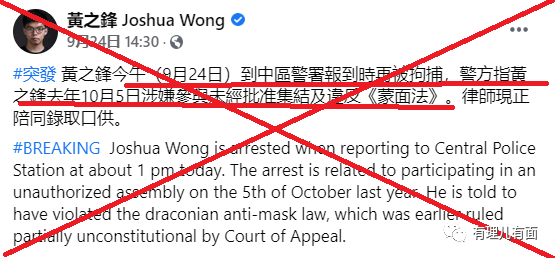 黃之鋒 Joshua Wong
9月24日 14:30
#突發 黃之鋒今午（9月24日）到中區警署報到時再被拘捕，警方指黃
之鋒去年10月5日涉嫌參與未經批准集結及違反《蒙面法》。律師現正
陪同錄取口供。
#BREAKING Joshua Wong is arrested when reporting to Central Police
Station at about 1 pm today. The arrest is related to participating in an
unauthorized assembly on the 5th of October last year. He is told to
have violated the draconian anti-mask law, which was earlier ruled
partially unconstitutional by Court of Appeal.
有理儿有面